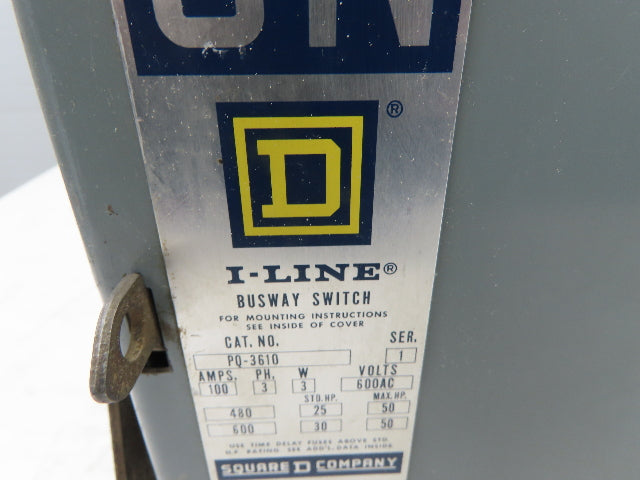 ON
D ®
I-LINE®
BUSWAY SWITCH
FOR MOUNTING INSTRUCTIONS
SEE INSIDE OF COVER
CAT. NO. SER.
PQ-3610 1
AMPS. PH. W VOLTS
100 3 3 600AC
STD.HP. MAX.HP.
480 25 50
600 30 50
USE TIME DELAY FUSES ABOVE STD.
H.P. RATING. SEE ADD'L. DATA INSIDE.
SQUARE D COMPANY